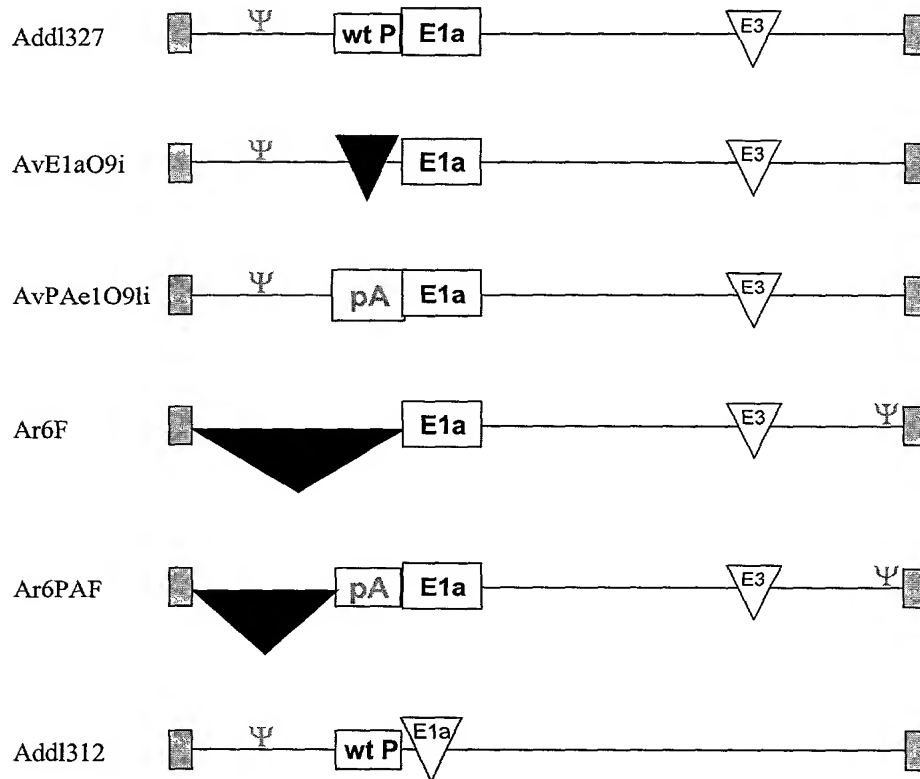 Addl327 Ψ wt P E1a E3
AvE1aO9i Ψ E1a E3
AvPAe1O9li Ψ pA E1a E3
Ar6F E1a E3 Ψ
Ar6PAF pA E1a E3 Ψ
Addl312 Ψ wt P E1a